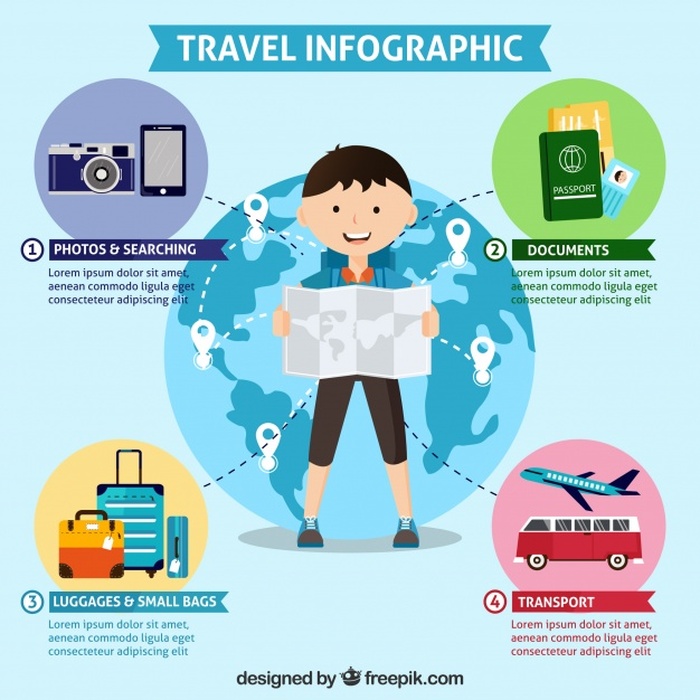 TRAVEL INFOGRAPHIC
1 PHOTOS & SEARCHING
Lorem ipsum dolor sit amet,
aenean commodo ligula eget
consecteteur adipiscing elit
PASSPORT
2 DOCUMENTS
Lorem ipsum dolor sit amet,
aenean commodo ligula eget
consecteteur adipiscing elit
3 LUGGAGES & SMALL BAGS
Lorem ipsum dolor sit amet,
aenean commodo ligula eget
consecteteur adipiscing elit
4 TRANSPORT
Lorem ipsum dolor sit amet,
aenean commodo ligula eget
consecteteur adipiscing elit
designed by freepik.com